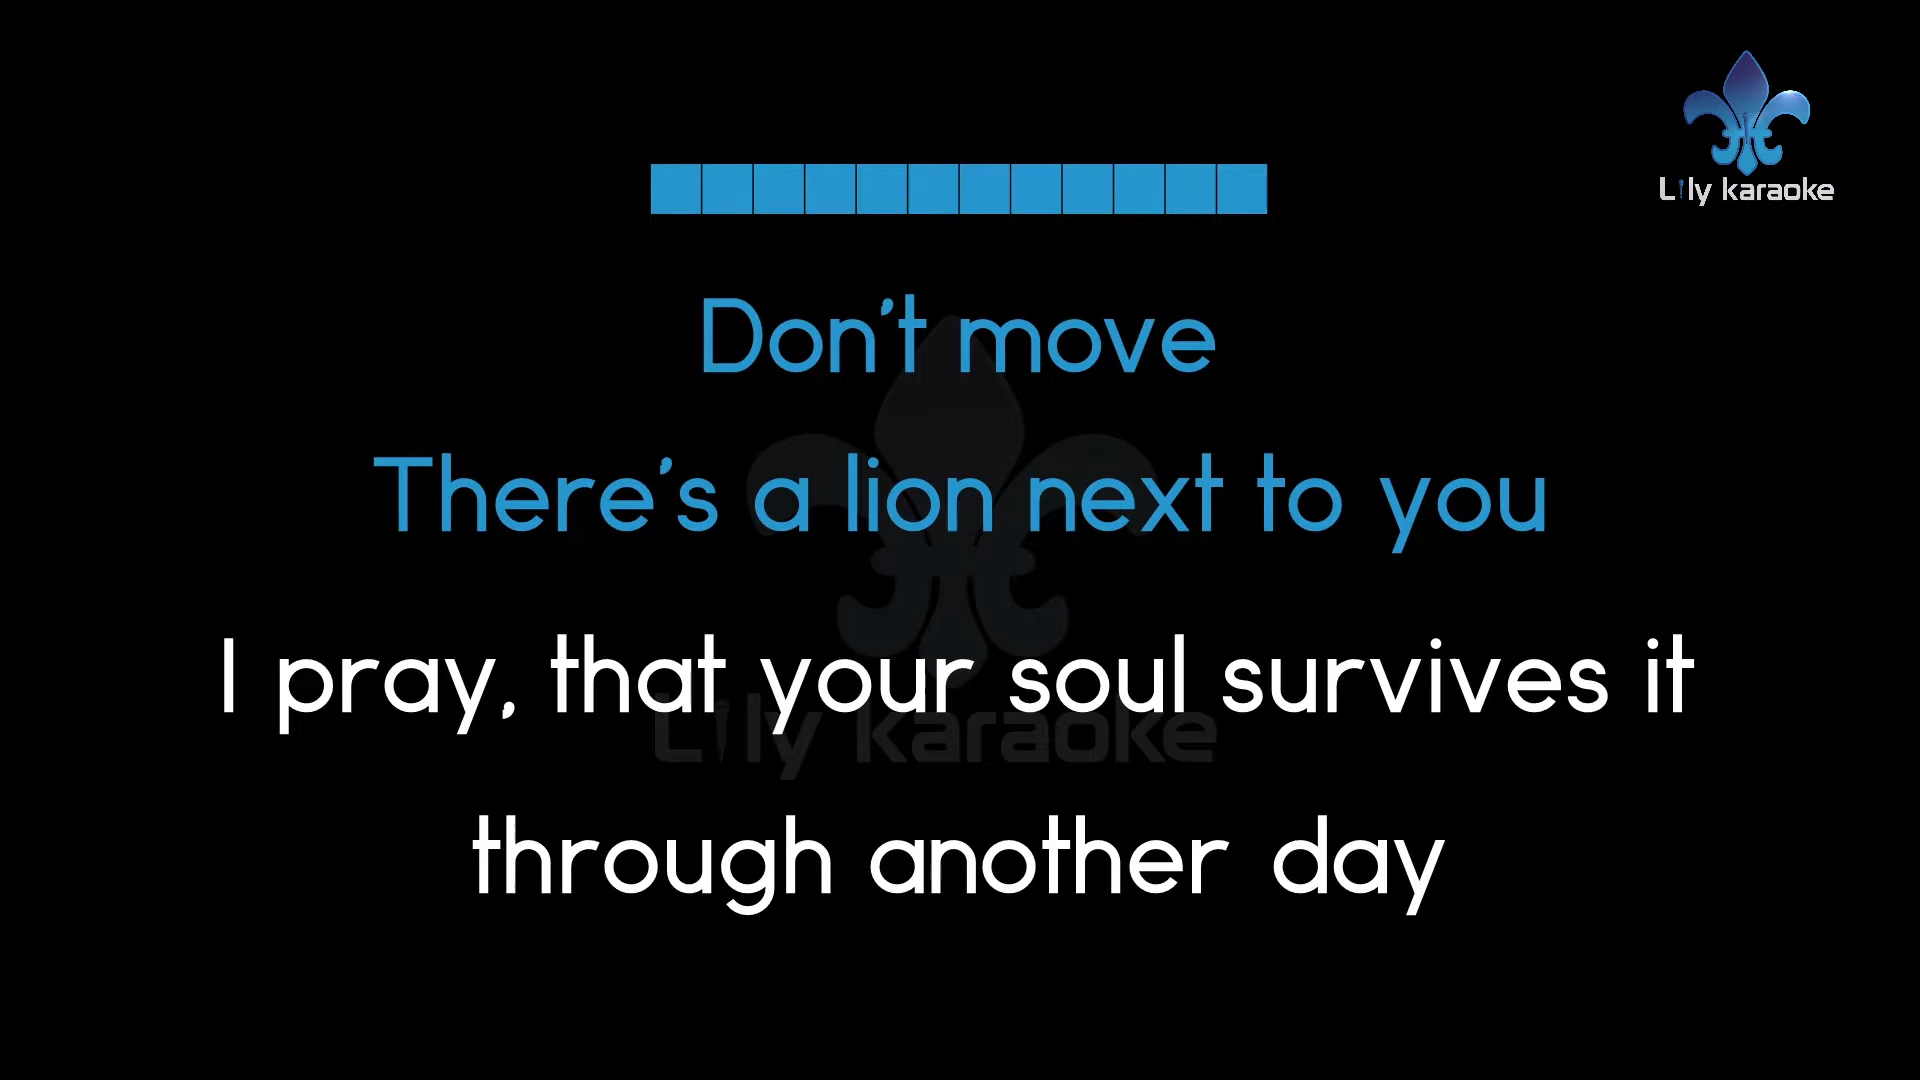 Lily karaoke
Don't move
There's a lion next to you
I pray, that your soul survives it
Lily karaoke
through another day